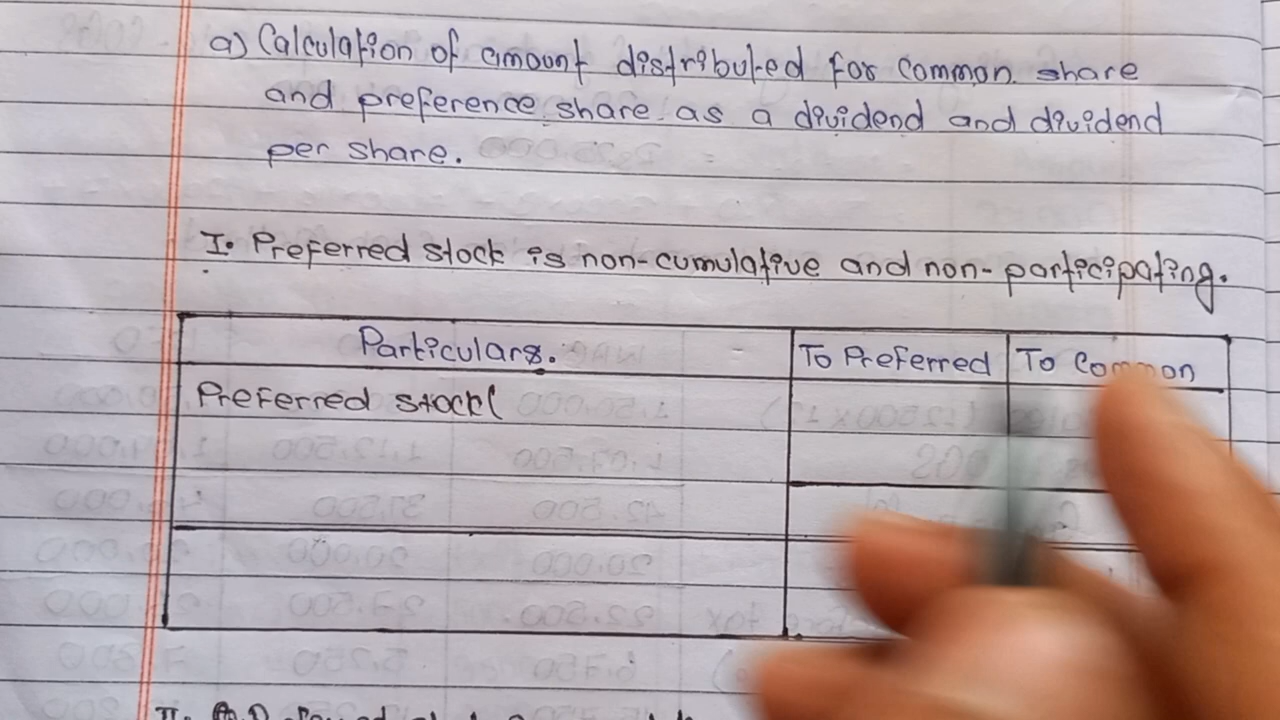 a) Calculation of amount distributed for common share
and preference share as a dividend and dividend
per share.
I. Preferred stock is non-cumulative and non-participating.
Particulars. To Preferred To Common
Preferred stock (
II.